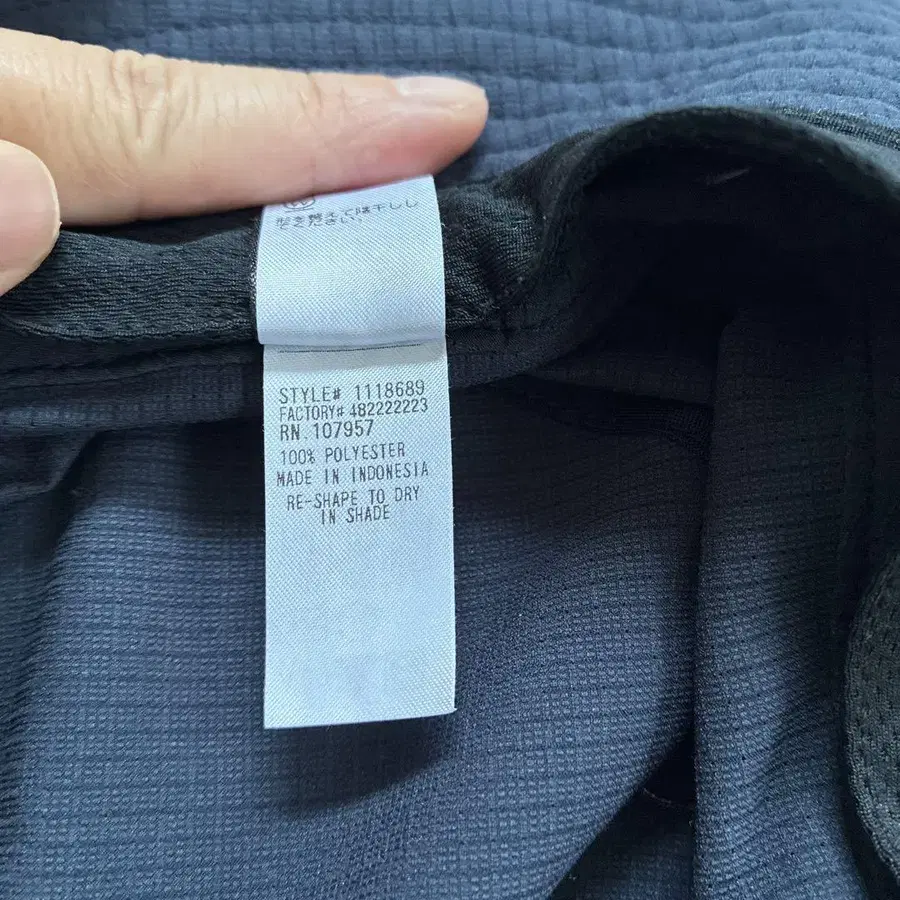 形を整えて陰干しし
てください。
STYLE# 1118689
FACTORY# 482222223
RN. 107957
100% POLYESTER
MADE IN INDONESIA
RE-SHAPE TO DRY
IN SHADE